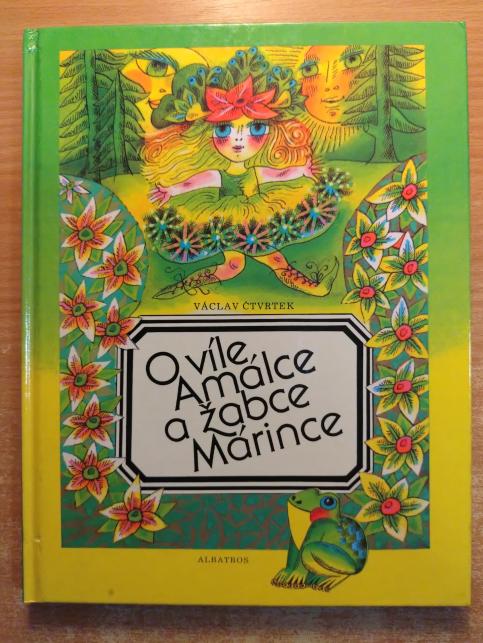 VÁCLAV ČTVRTEK
O víle
Amálce
a žabce
Márince
ALBATROS